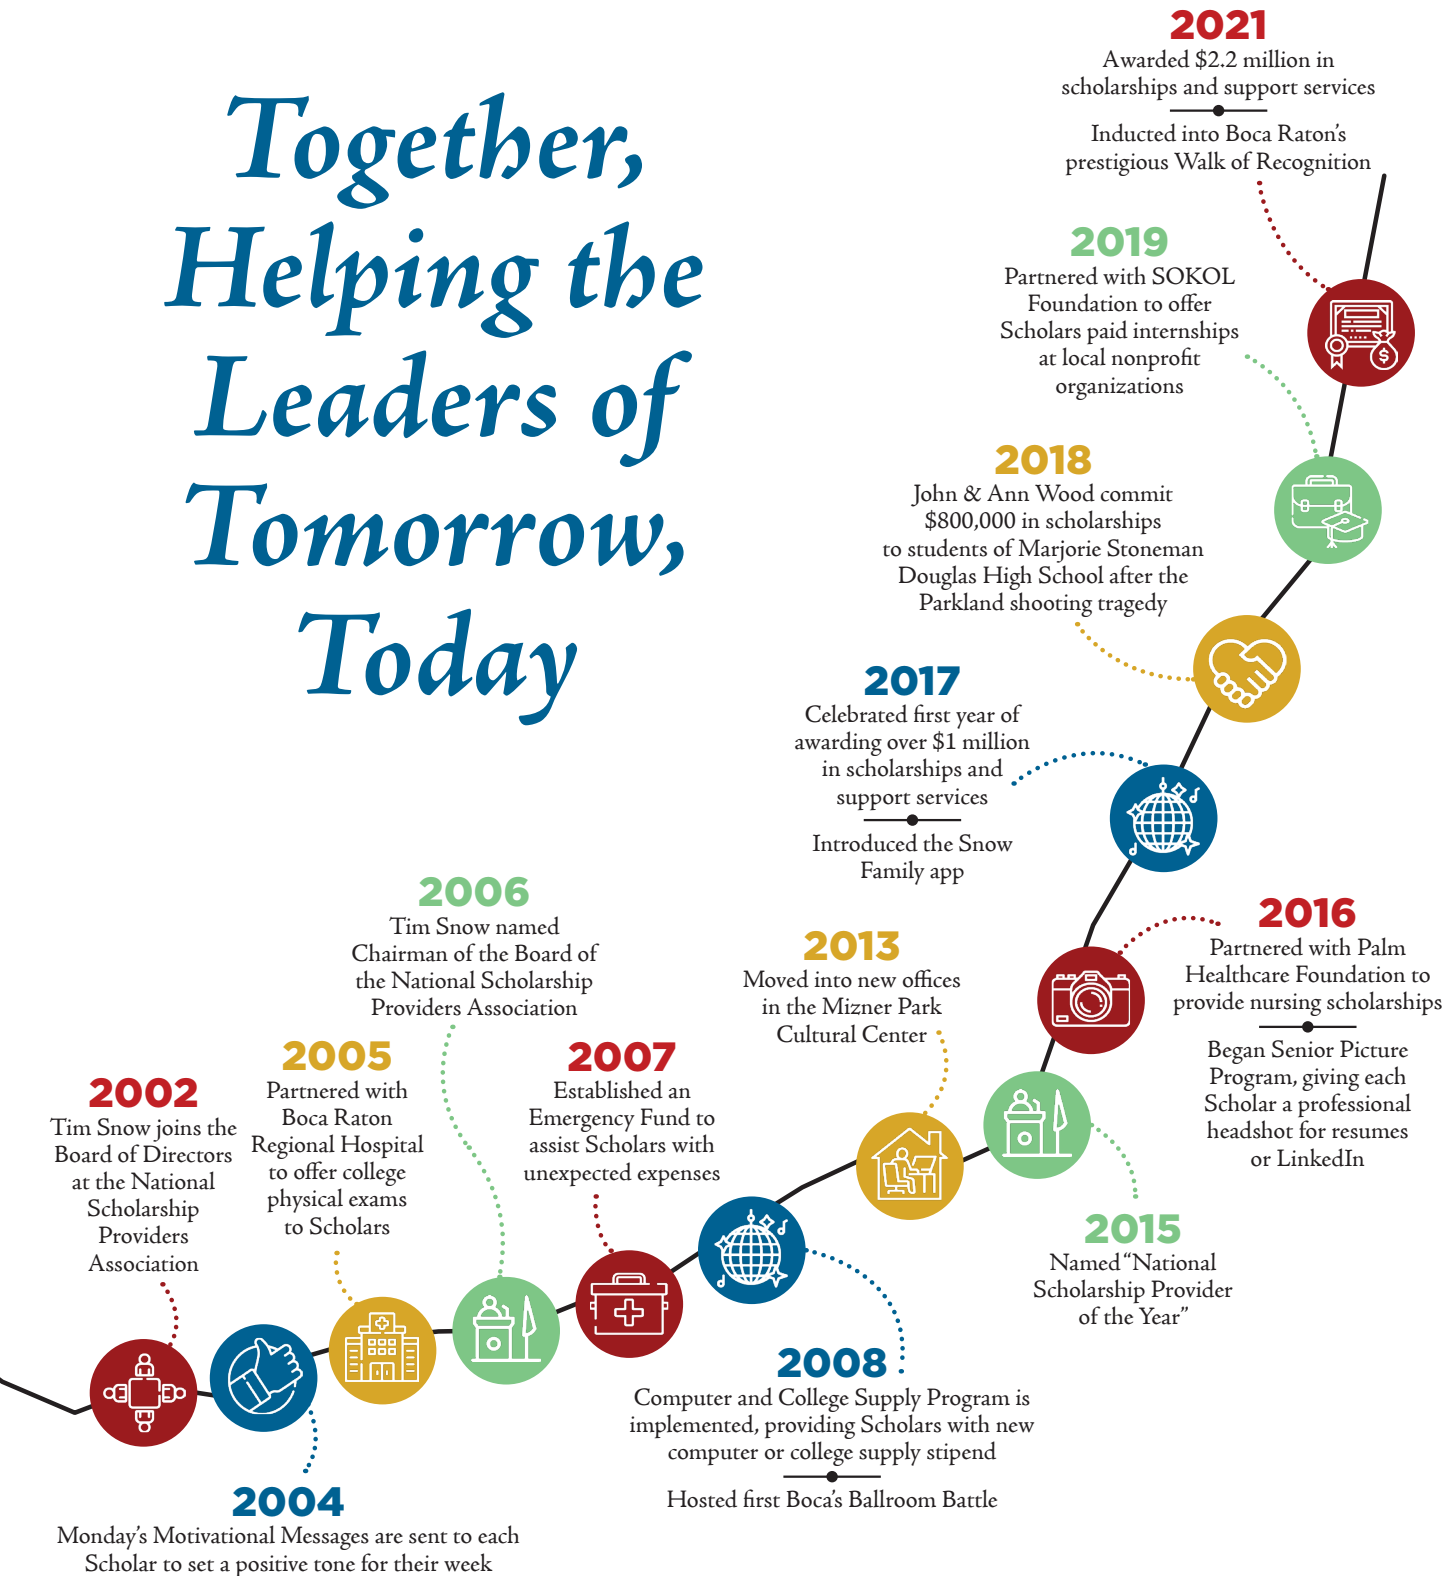 Together,
Helping the
Leaders of
Tomorrow,
Today
2021
Awarded $2.2 million in
scholarships and support services
Inducted into Boca Raton's
prestigious Walk of Recognition
2019
Partnered with SOKOL
Foundation to offer
Scholars paid internships
at local nonprofit
organizations
2018
John & Ann Wood commit
$800,000 in scholarships
to students of Marjorie Stoneman
Douglas High School after the
Parkland shooting tragedy
2017
Celebrated first year of
awarding over $1 million
in scholarships and
support services
Introduced the Snow
Family app
2016
Partnered with Palm
Healthcare Foundation to
provide nursing scholarships
Began Senior Picture
Program, giving each
Scholar a professional
headshot for resumes
or LinkedIn
2015
Named "National
Scholarship Provider
of the Year"
2013
Moved into new offices
in the Mizner Park
Cultural Center
2008
Computer and College Supply Program is
implemented, providing Scholars with new
computer or college supply stipend
Hosted first Boca's Ballroom Battle
2007
Established an
Emergency Fund to
assist Scholars with
unexpected expenses
2006
Tim Snow named
Chairman of the Board of
the National Scholarship
Providers Association
2005
Partnered with
Boca Raton
Regional Hospital
to offer college
physical exams
to Scholars
2004
Monday's Motivational Messages are sent to each
Scholar to set a positive tone for their week
2002
Tim Snow joins the
Board of Directors
at the National
Scholarship
Providers
Association
$